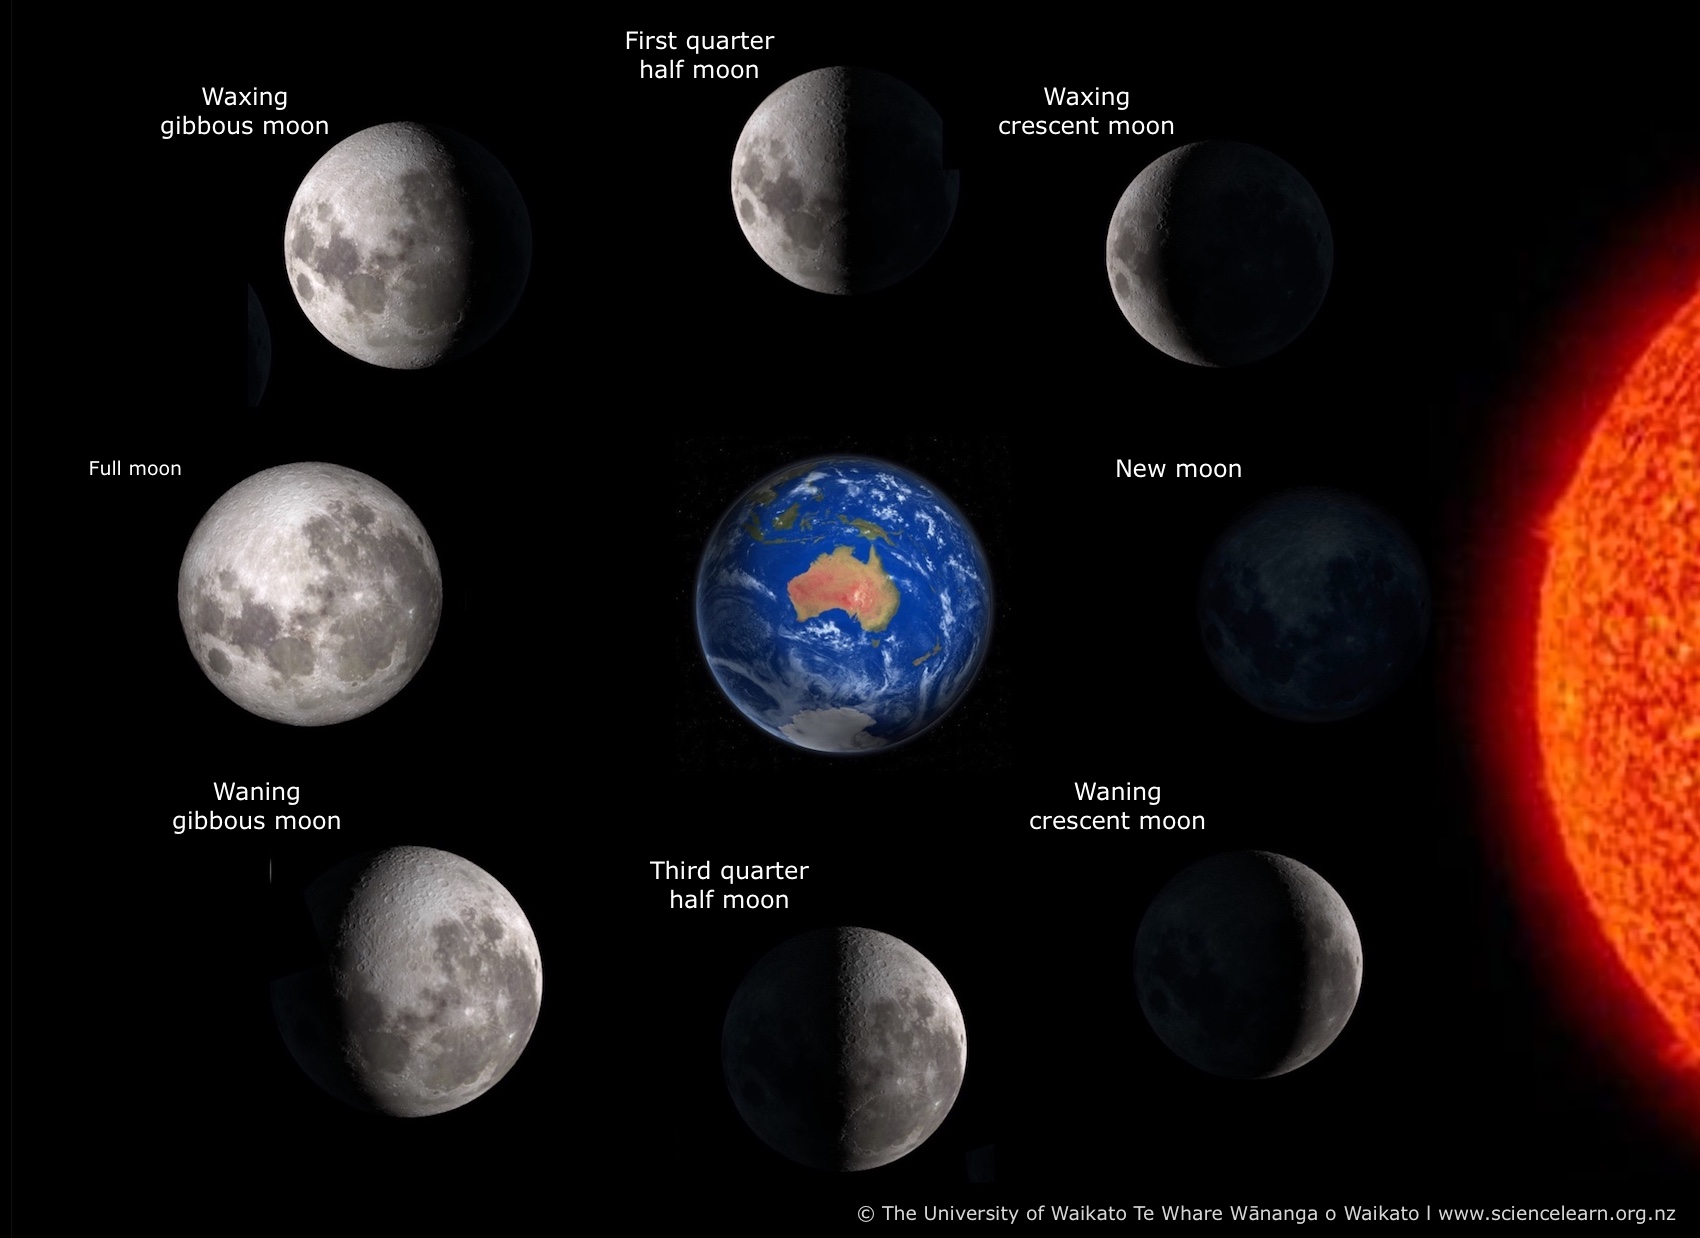 First quarter
half moon
Waxing
gibbous moon
Waxing
crescent moon
Full moon
New moon
Waning
gibbous moon
Waning
crescent moon
Third quarter
half moon
© The University of Waikato Te Whare Wānanga o Waikato l www.sciencelearn.org.nz